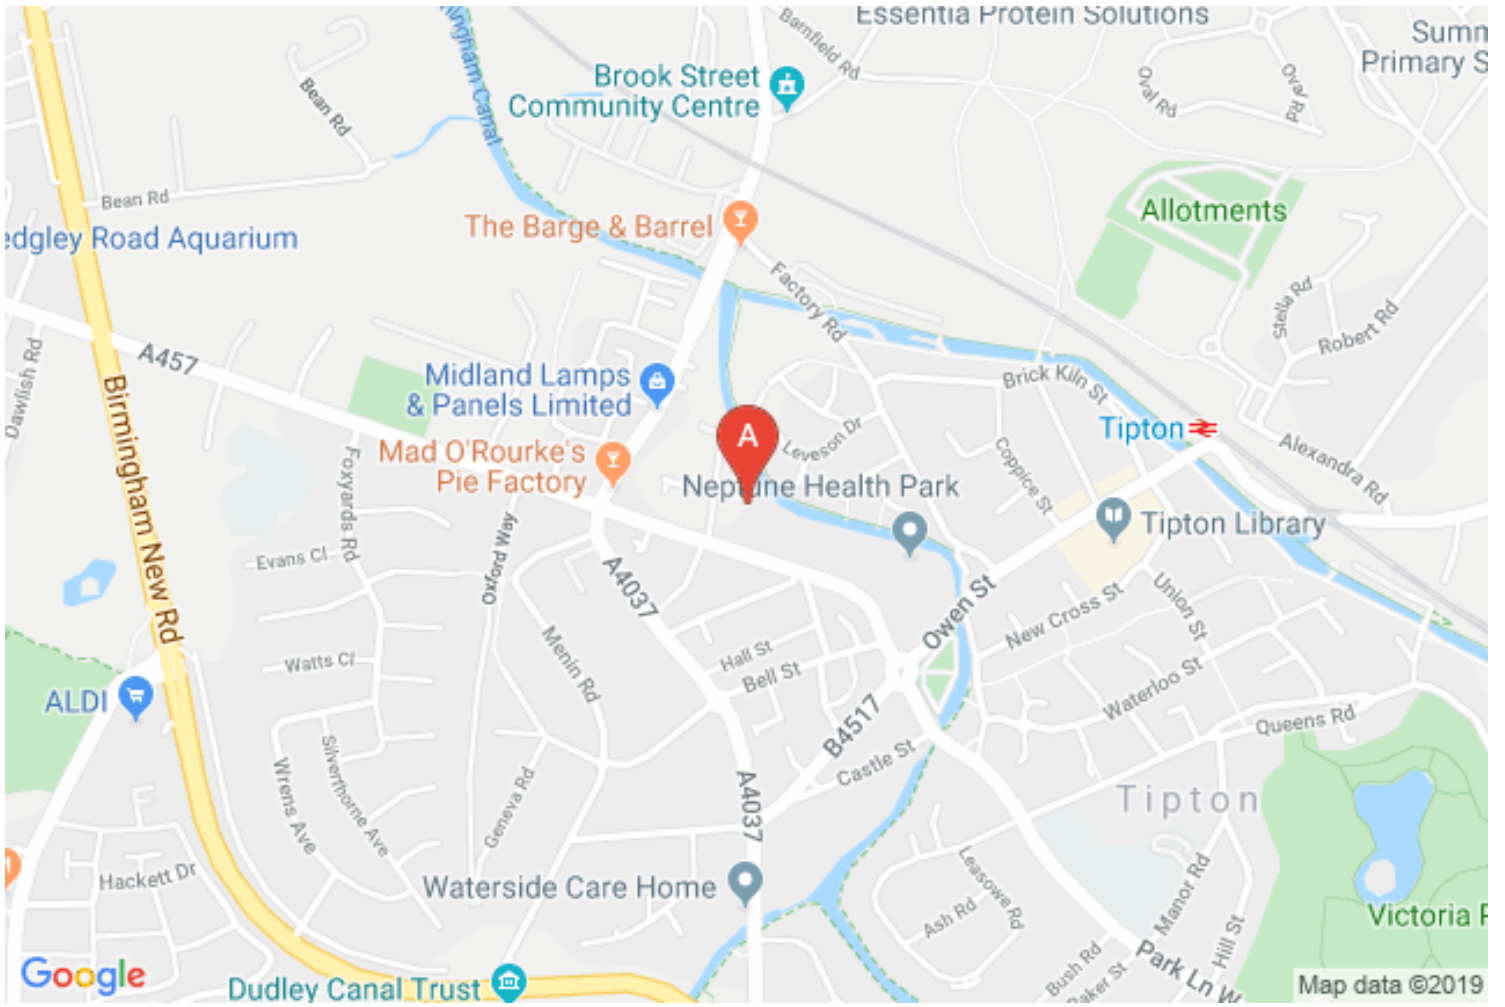 Essentia Protein Solutions
Barnfield Rd
Summ
Primary S
Brook Street
Community Centre
ningham Canal
Bean Rd
Oval Rd
Oval Rd
Bean Rd
The Barge & Barrel
Allotments
edgley Road Aquarium
Factory Rd
Stella Rd
Robert Rd
A457
Dawlish Rd
Birmingham New Rd
Midland Lamps
& Panels Limited
Brick Kiln St
Tipton
Alexandra Rd
A
Leveson Dr
Coppice St
Mad O'Rourke's
Pie Factory
Neptune Health Park
Foxyards Rd
Tipton Library
Oxford Way
Evans Cl
A4037
Owen St
New Cross St
Union St
Menin Rd
Hall St
Bell St
Watts Cl
Waterloo St
Queens Rd
ALDI
B4517
Castle St
Silverthorne Ave
Wrens Ave
Geneva Rd
A4037
Tipton
Hackett Dr
Waterside Care Home
Leasowe Rd
Ash Rd
Manor Rd
Hill St
Victoria P
Bush Rd
Baker St
Park Ln W
Google
Dudley Canal Trust
Map data ©2019